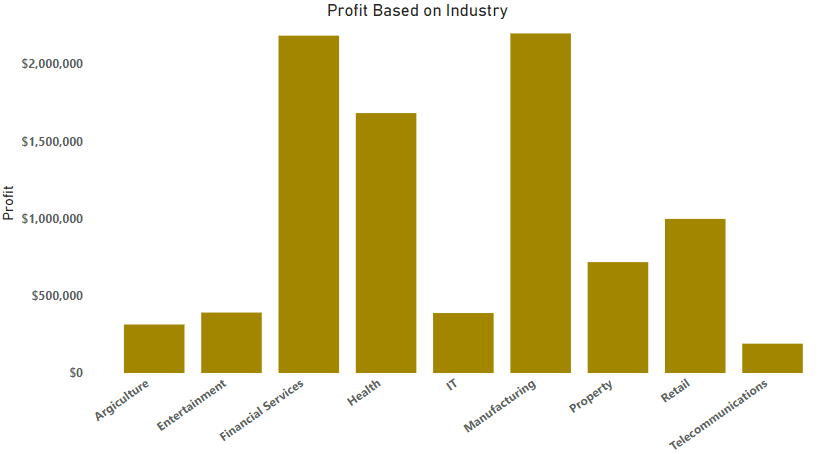 Profit Based on Industry
Profit
$2,000,000
$1,500,000
$1,000,000
$500,000
$0
Argiculture
Entertainment
Financial Services
Health
IT
Manufacturing
Property
Retail
Telecommunications